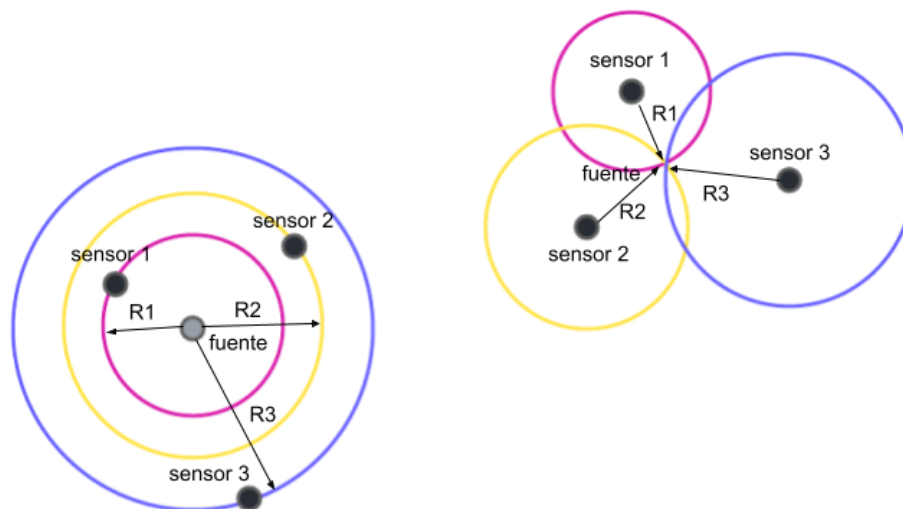 sensor 1
R1
sensor 3
fuente
R3
R2
sensor 2
sensor 2
sensor 1
R1
R2
fuente
R3
sensor 3